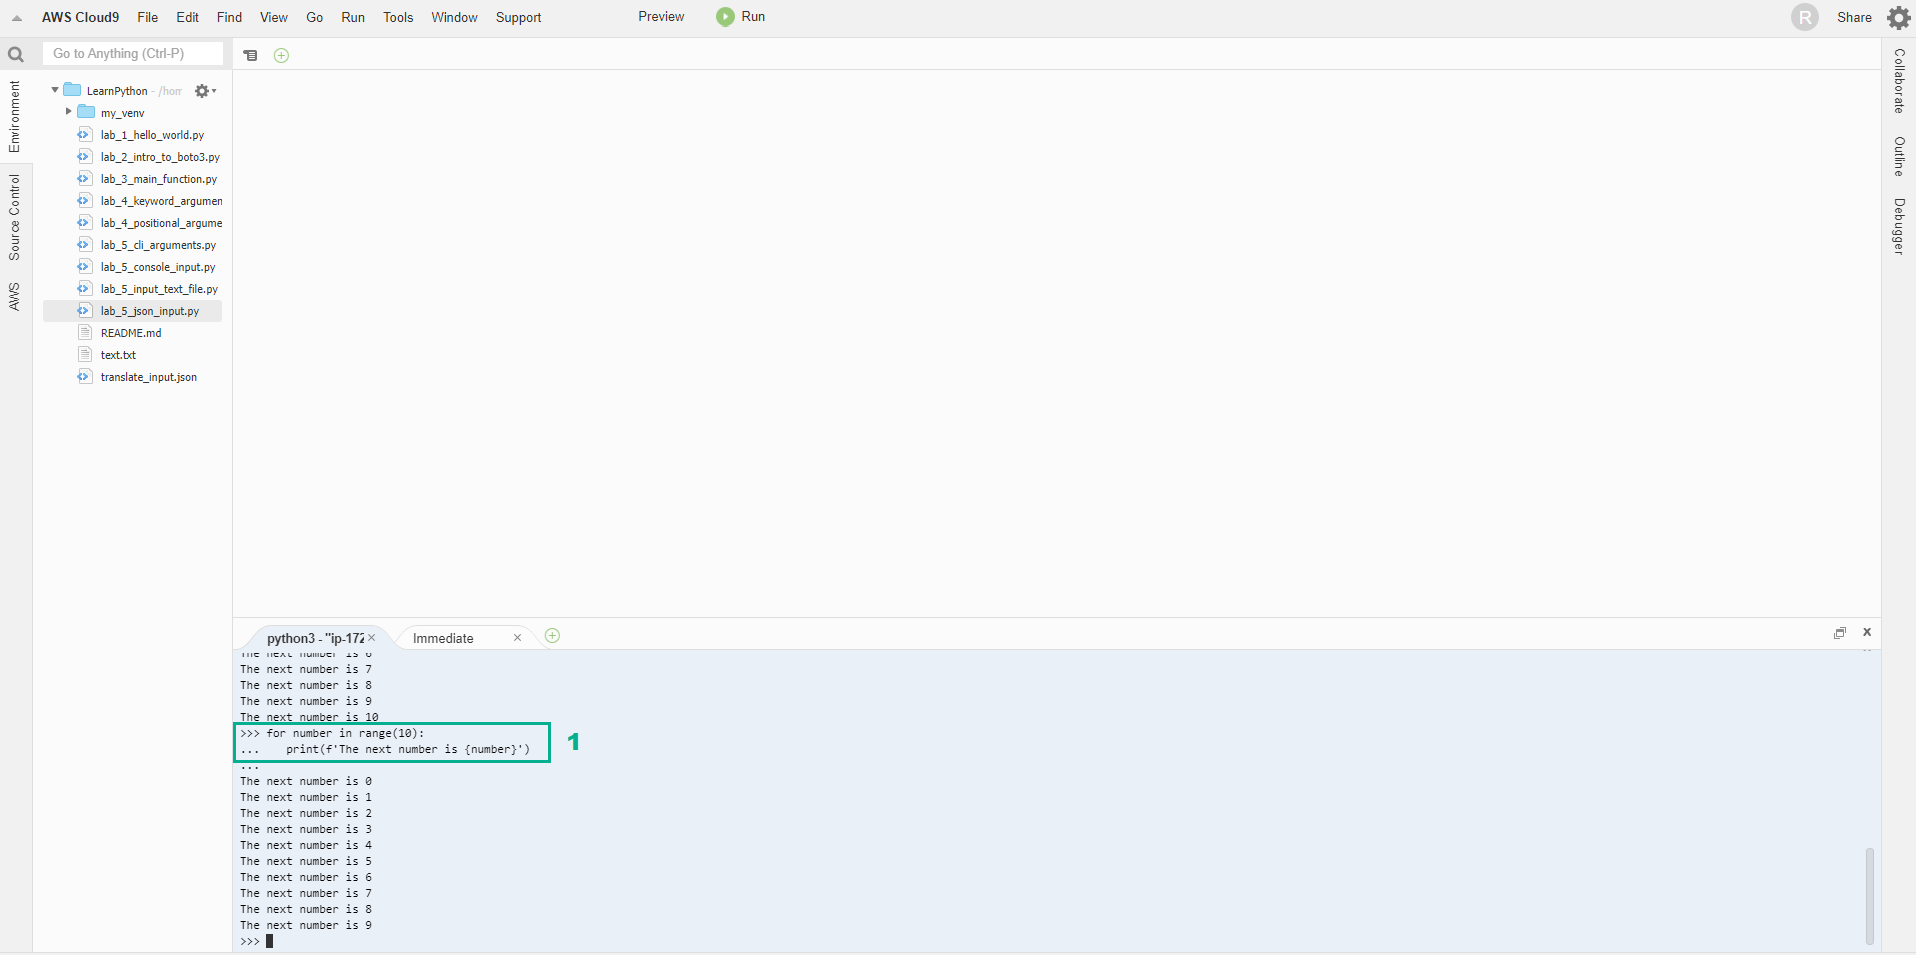 AWS Cloud9 File Edit Find View Go Run Tools Window Support Preview Run R Share
Go to Anything (Ctrl-P)
Environment
Source Control
AWS
LearnPython - /hom
my_venv
lab_1_hello_world.py
lab_2_intro_to_boto3.py
lab_3_main_function.py
lab_4_keyword_argumen
lab_4_positional_argume
lab_5_cli_arguments.py
lab_5_console_input.py
lab_5_input_text_file.py
lab_5_json_input.py
README.md
text.txt
translate_input.json
Collaborate
Outline
Debugger
python3 - "ip-172 × Immediate ×
The next number is 6
The next number is 7
The next number is 8
The next number is 9
The next number is 10
>>> for number in range(10):
...    print(f'The next number is {number}')
...
1
The next number is 0
The next number is 1
The next number is 2
The next number is 3
The next number is 4
The next number is 5
The next number is 6
The next number is 7
The next number is 8
The next number is 9
>>>